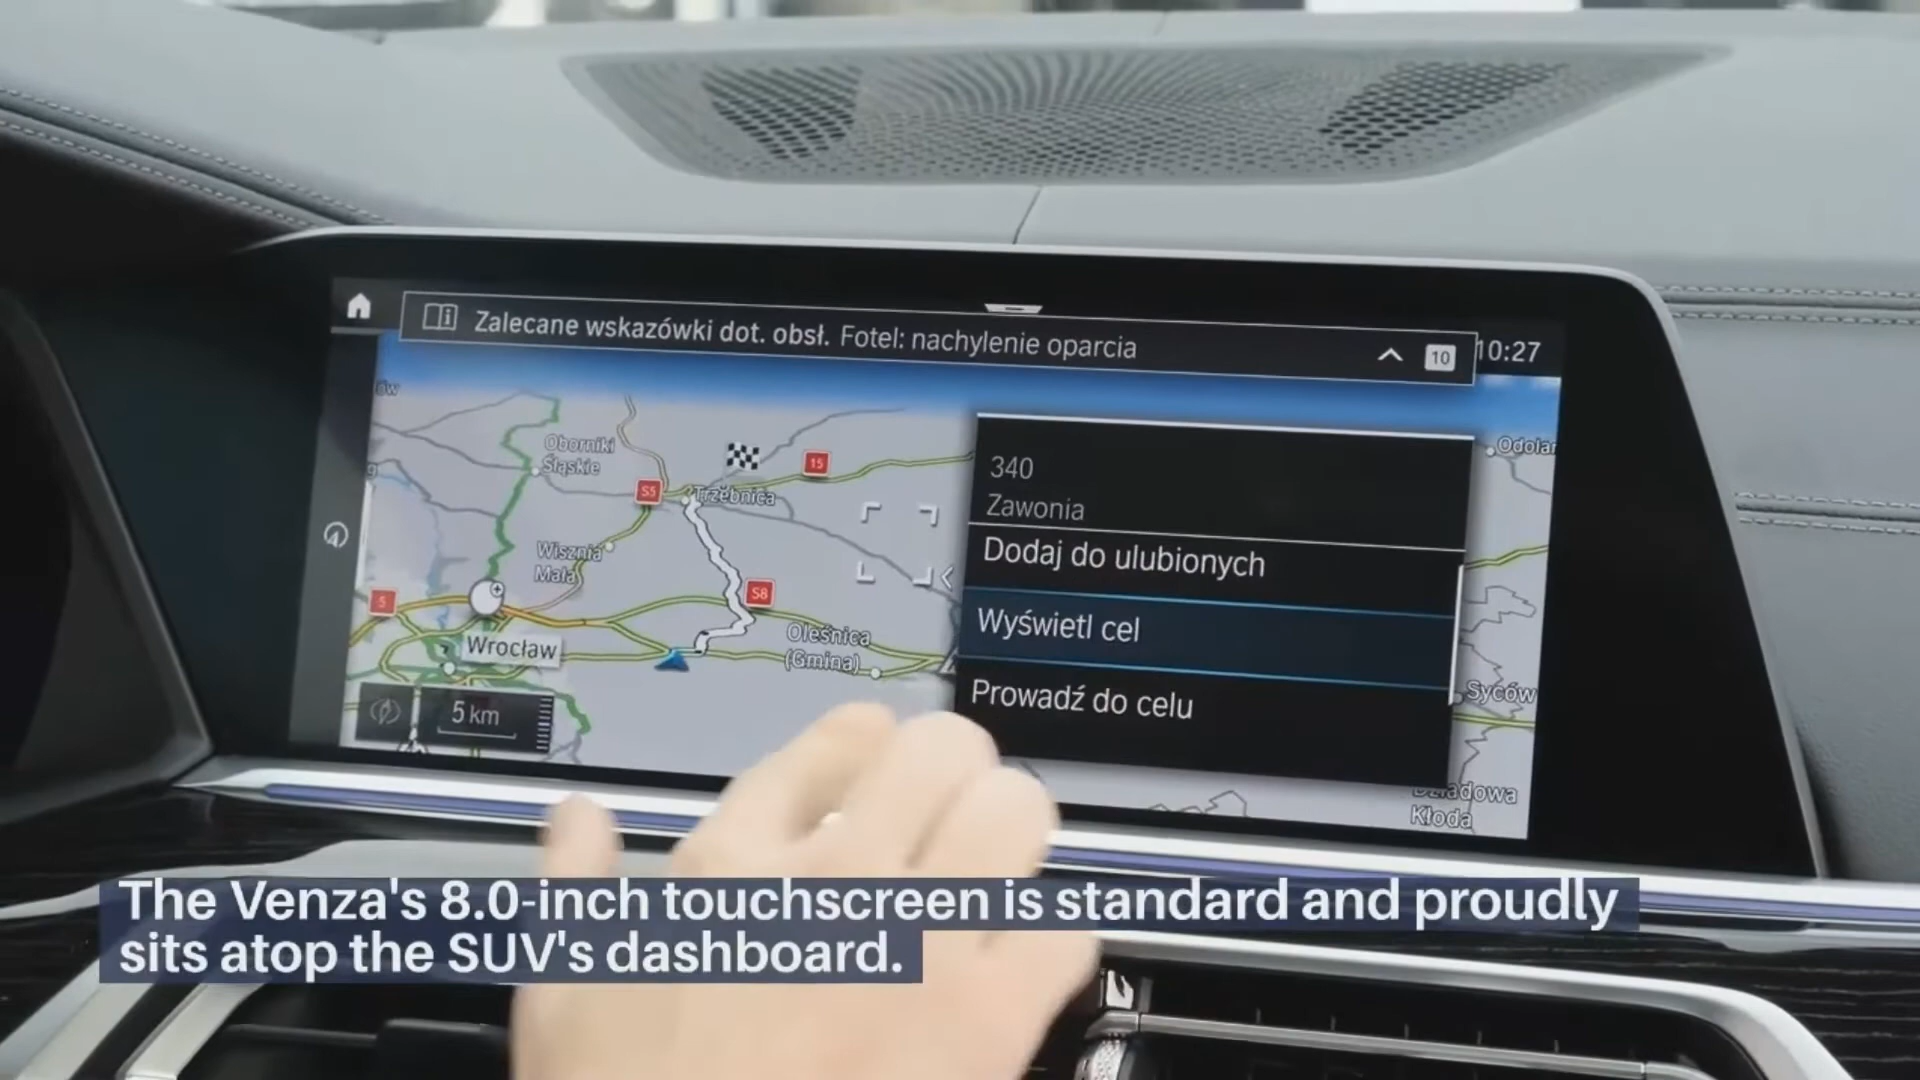 Zalecane wskazówki dot. obsł. Fotel: nachylenie oparcia
10
10:27
ów
Oborniki
Śląskie
15
S5
Trzebnica
Odolan
340
Zawonia
Dodaj do ulubionych
Wisznia
Mała
5
S8
Wyświetl cel
Oleśnica
(Gmina)
Wrocław
Prowadź do celu
Syców
5 km
Dziadowa
Kłoda
The Venza's 8.0-inch touchscreen is standard and proudly
sits atop the SUV's dashboard.